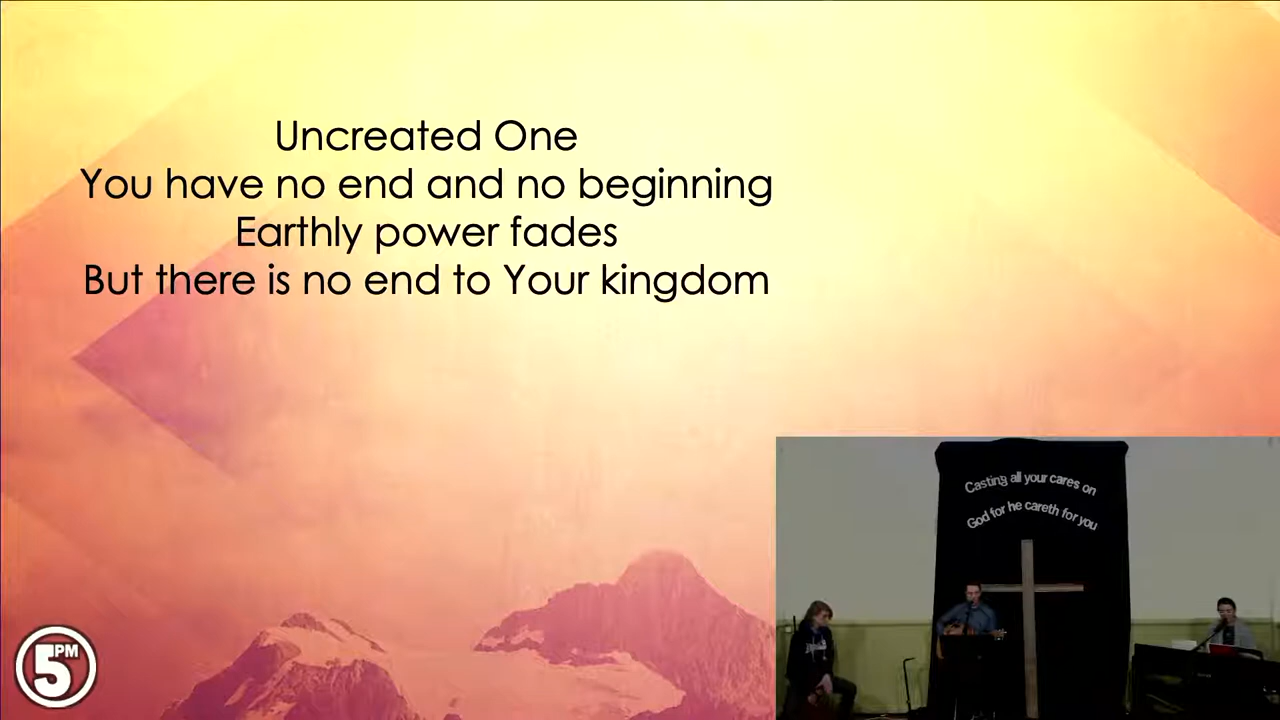 Uncreated One
You have no end and no beginning
Earthly power fades
But there is no end to Your kingdom
Casting all your cares on
God for he careth for you
5PM